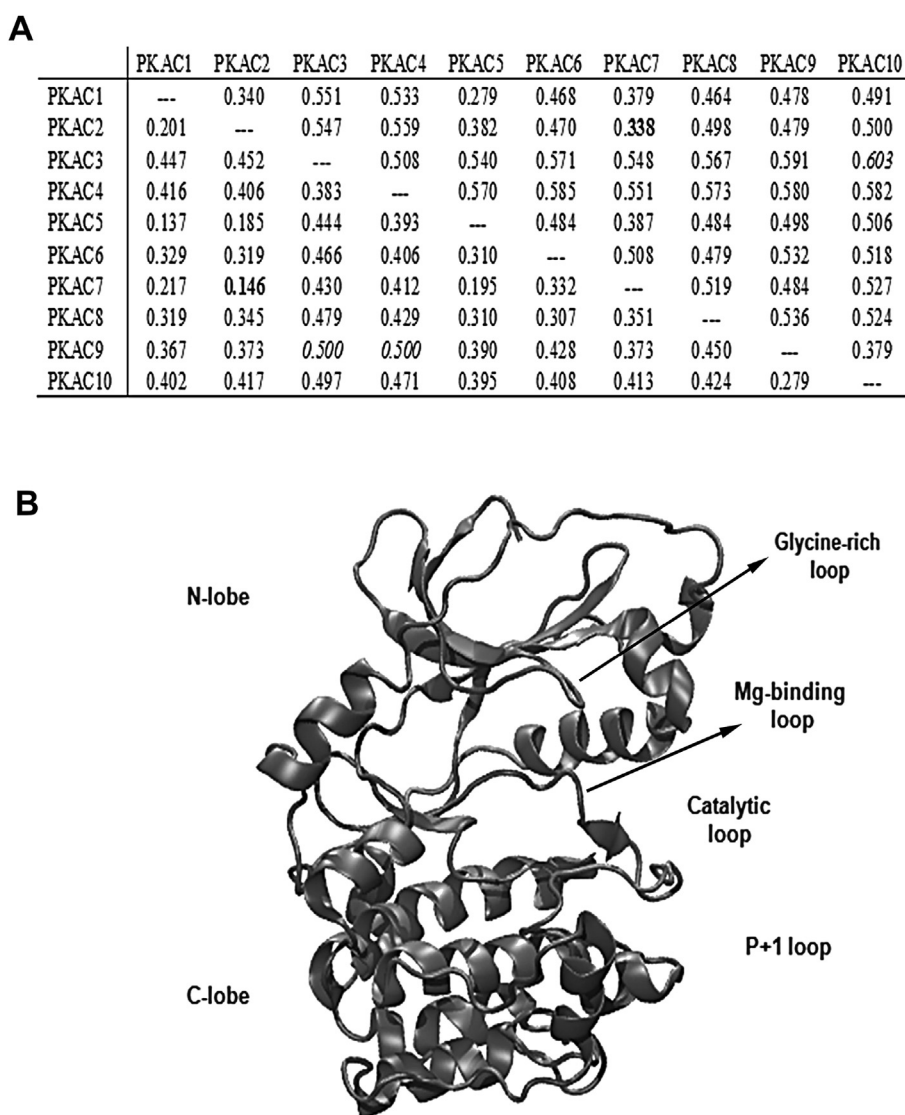 A
PKAC1 PKAC2 PKAC3 PKAC4 PKAC5 PKAC6 PKAC7 PKAC8 PKAC9 PKAC10
PKAC1 --- 0.340 0.551 0.533 0.279 0.468 0.379 0.464 0.478 0.491
PKAC2 0.201 --- 0.547 0.559 0.382 0.470 0.338 0.498 0.479 0.500
PKAC3 0.447 0.452 --- 0.508 0.540 0.571 0.548 0.567 0.591 0.603
PKAC4 0.416 0.406 0.383 --- 0.570 0.585 0.551 0.573 0.580 0.582
PKAC5 0.137 0.185 0.444 0.393 --- 0.484 0.387 0.484 0.498 0.506
PKAC6 0.329 0.319 0.466 0.406 0.310 --- 0.508 0.479 0.532 0.518
PKAC7 0.217 0.146 0.430 0.412 0.195 0.332 --- 0.519 0.484 0.527
PKAC8 0.319 0.345 0.479 0.429 0.310 0.307 0.351 --- 0.536 0.524
PKAC9 0.367 0.373 0.500 0.500 0.390 0.428 0.373 0.450 --- 0.379
PKAC10 0.402 0.417 0.497 0.471 0.395 0.408 0.413 0.424 0.279 ---
B
Glycine-rich
loop
N-lobe
Mg-binding
loop
Catalytic
loop
P+1 loop
C-lobe